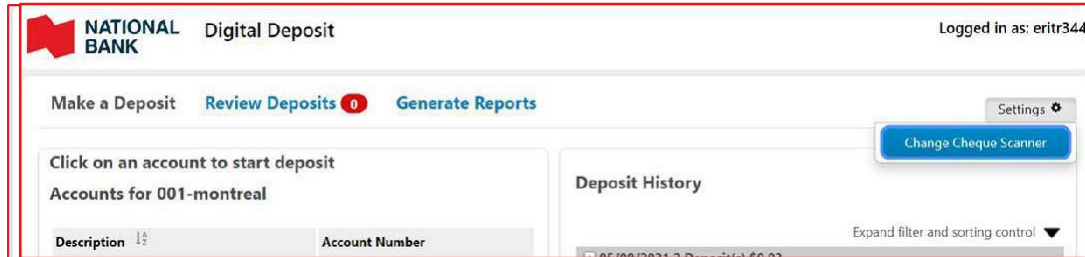 NATIONAL
BANK
Digital Deposit
Logged in as: eritr344
Make a Deposit
Review Deposits 0
Generate Reports
Settings
Change Cheque Scanner
Click on an account to start deposit
Accounts for 001-montreal
Description
Account Number
Deposit History
Expand filter and sorting control